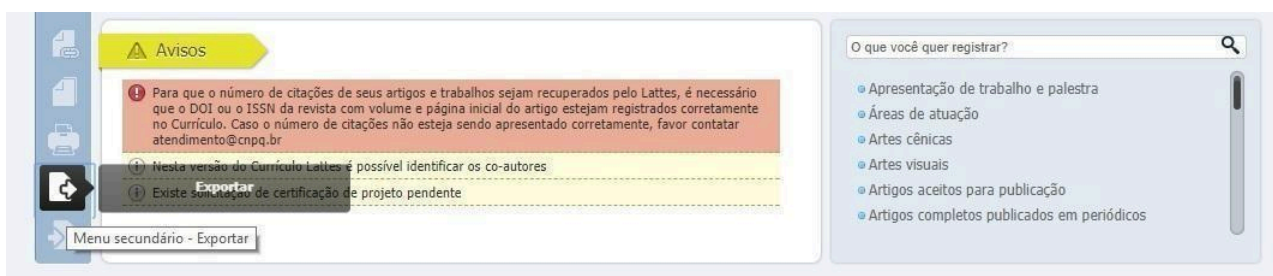 Avisos
Para que o número de citações de seus artigos e trabalhos sejam recuperados pelo Lattes, é necessário
que o DOI ou o ISSN da revista com volume e página inicial do artigo estejam registrados corretamente
no Currículo. Caso o número de citações não esteja sendo apresentado corretamente, favor contatar
atendimento@cnpq.br
Nesta versão do Currículo Lattes é possível identificar os co-autores
Existe solicitação de certificação de projeto pendente
Exportar
Menu secundário - Exportar
O que você quer registrar?
Apresentação de trabalho e palestra
Áreas de atuação
Artes cênicas
Artes visuais
Artigos aceitos para publicação
Artigos completos publicados em periódicos